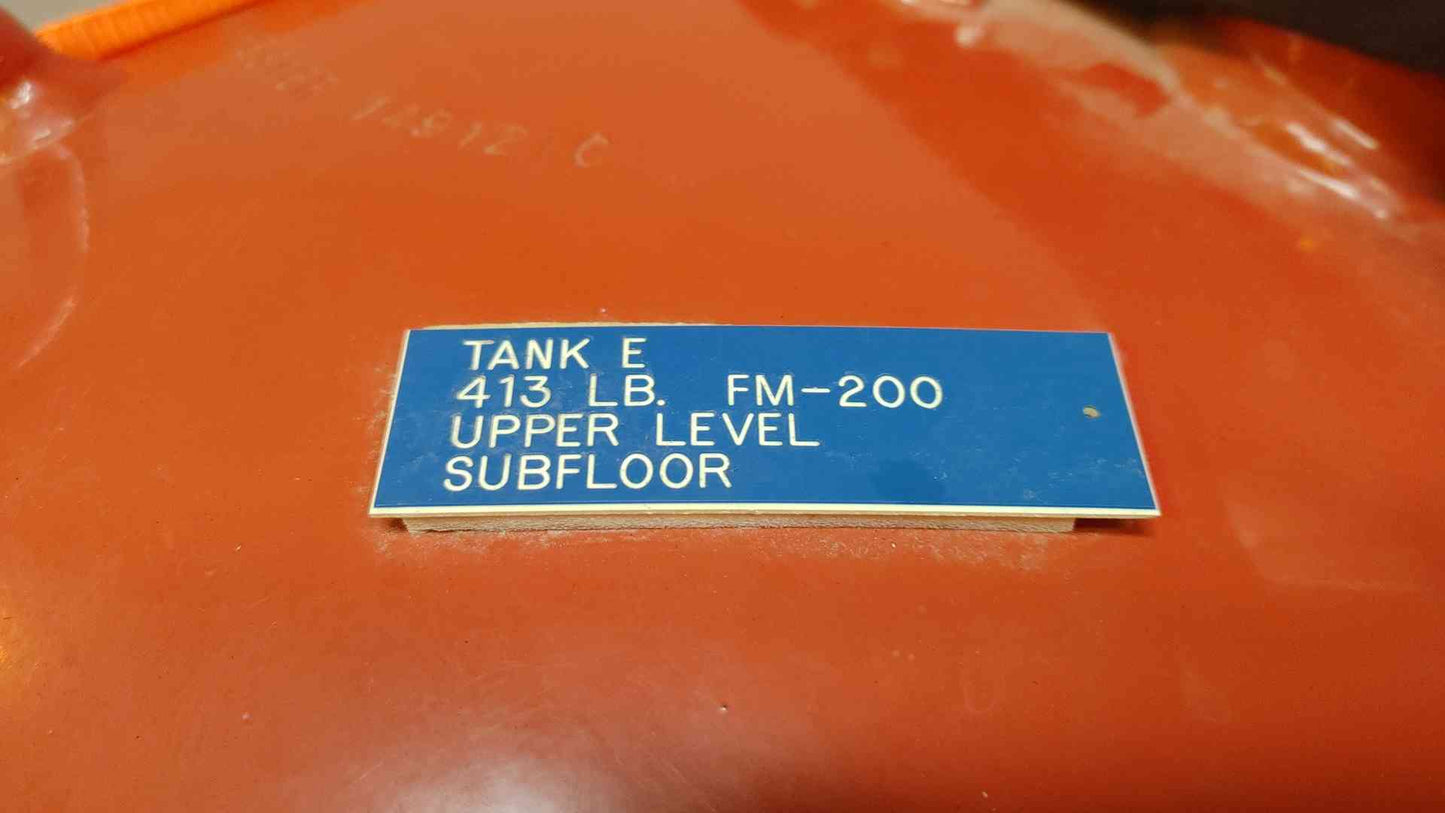 TANK E
413 LB. FM-200
UPPER LEVEL
SUBFLOOR